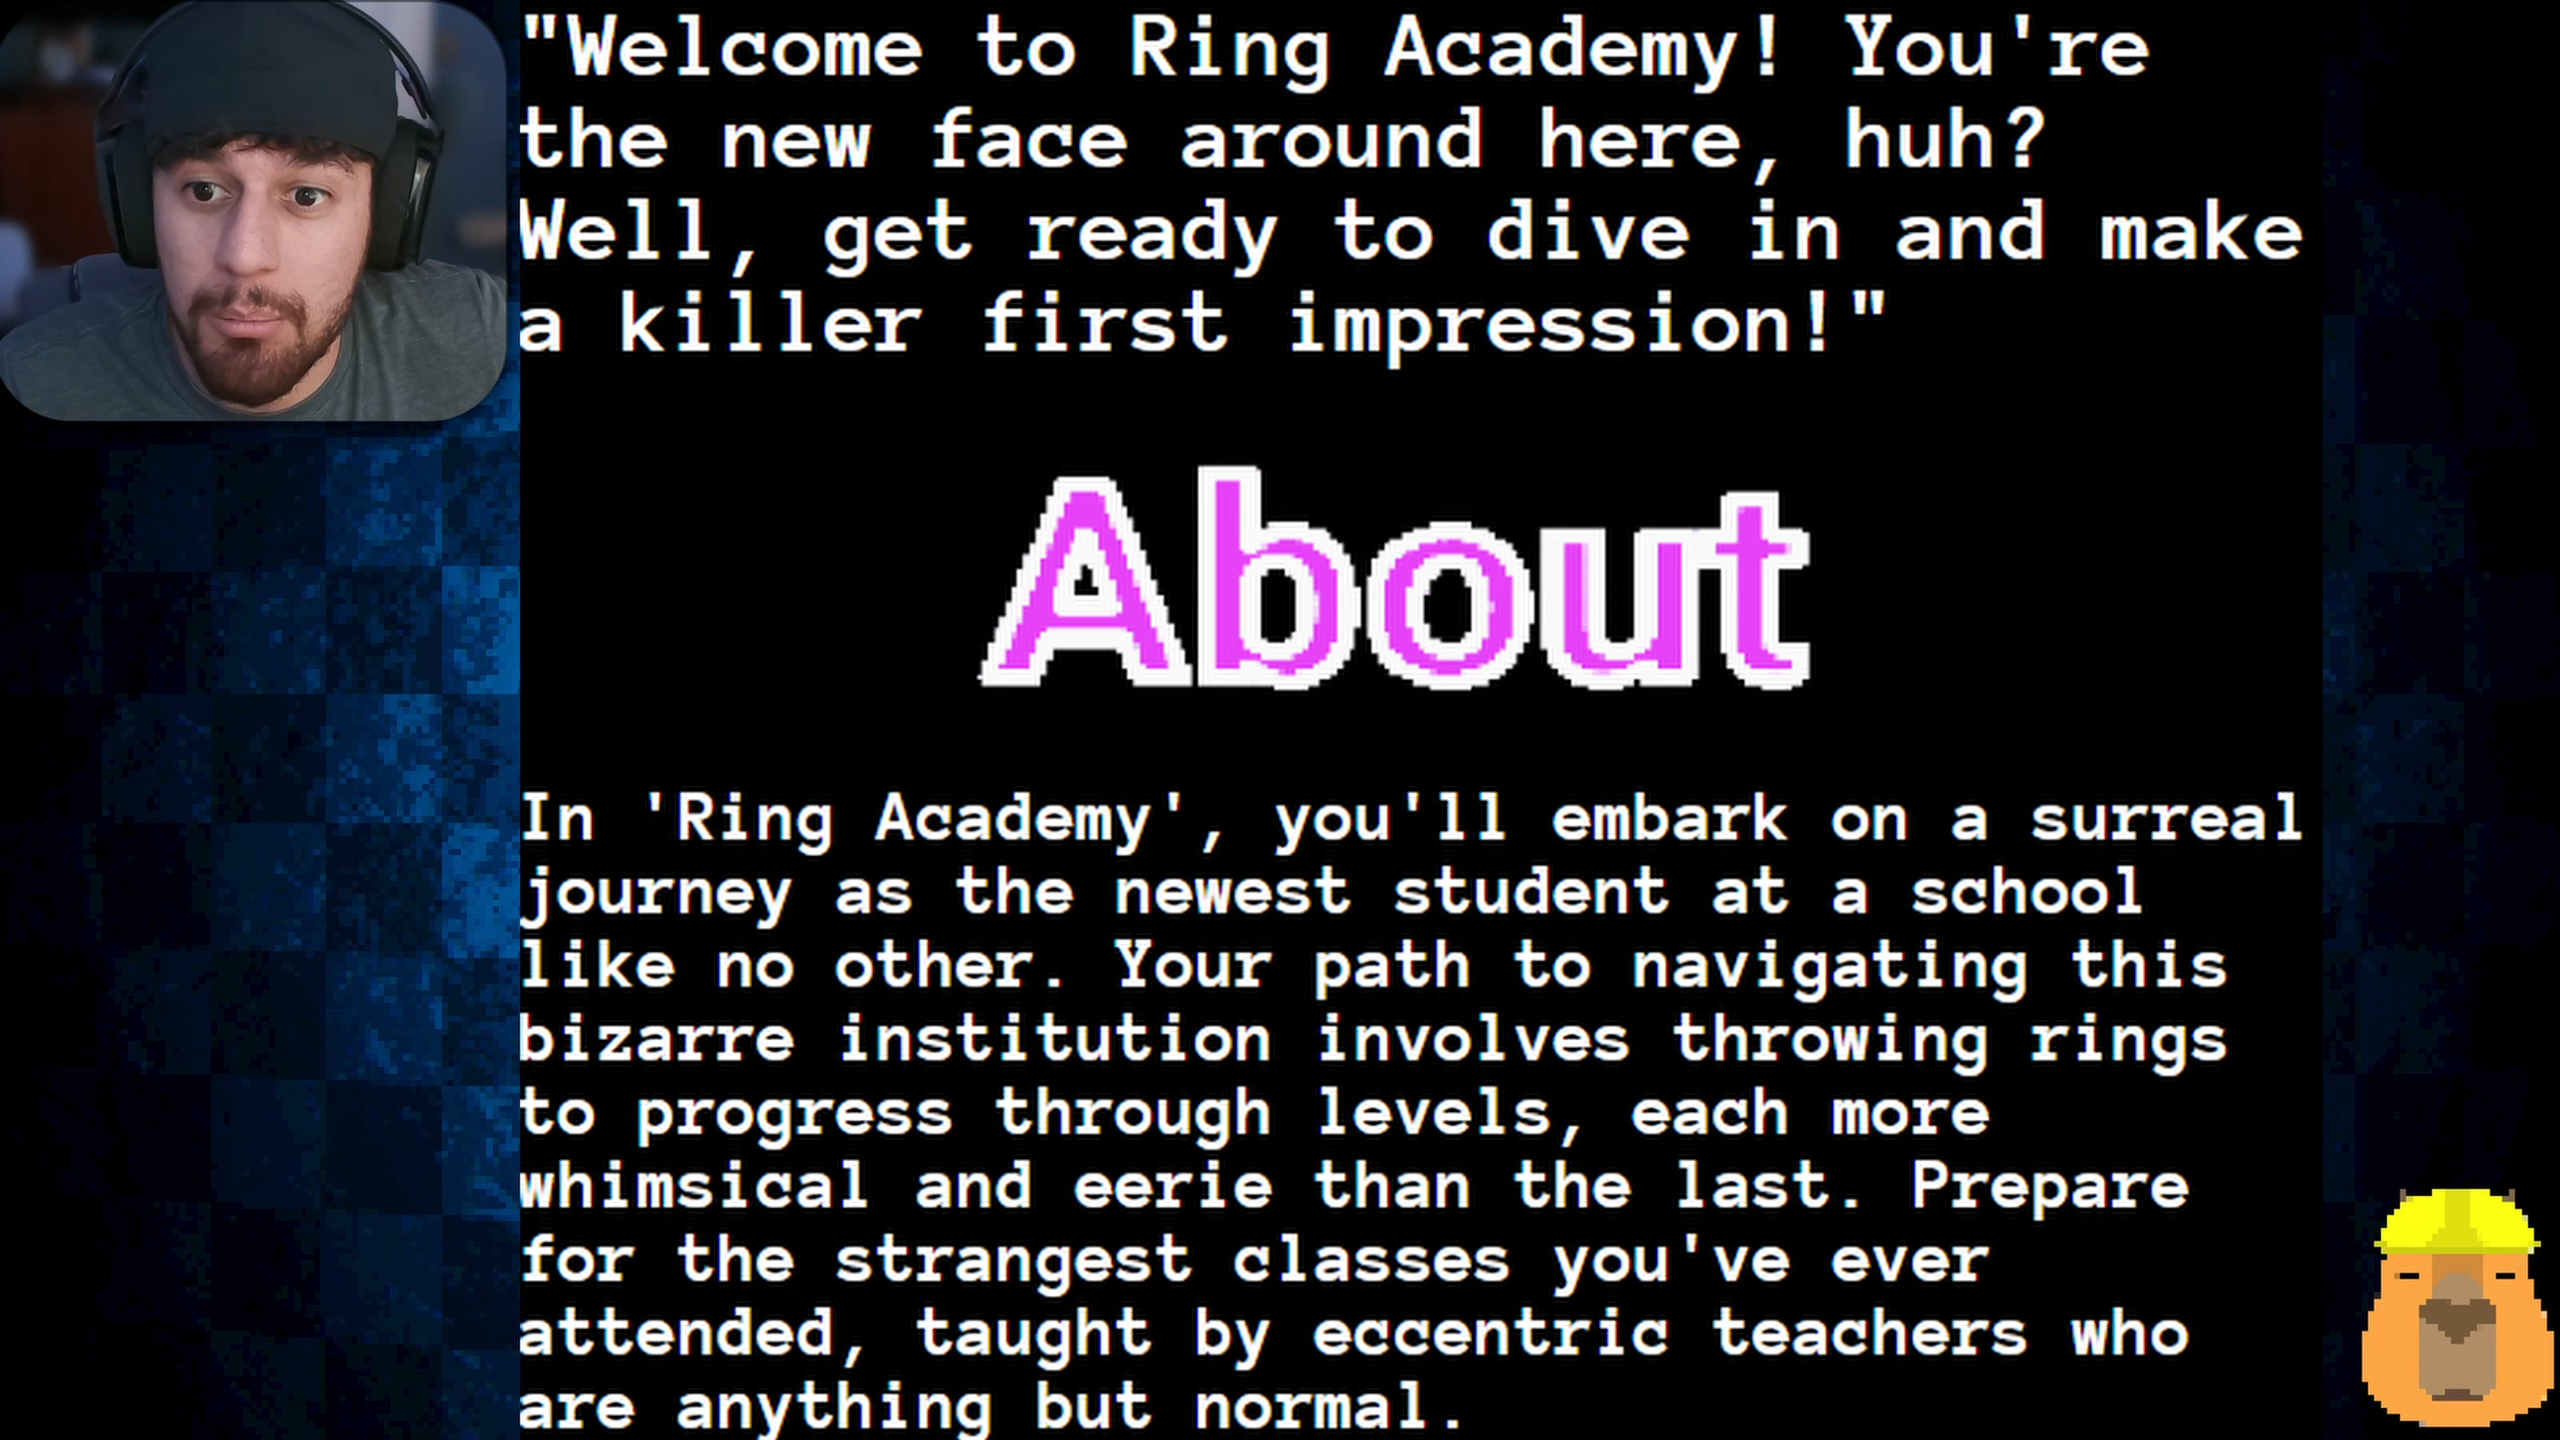 "Welcome to Ring Academy! You're
the new face around here, huh?
Well, get ready to dive in and make
a killer first impression!"
About
In 'Ring Academy', you'll embark on a surreal
journey as the newest student at a school
like no other. Your path to navigating this
bizarre institution involves throwing rings
to progress through levels, each more
whimsical and eerie than the last. Prepare
for the strangest classes you've ever
attended, taught by eccentric teachers who
are anything but normal.